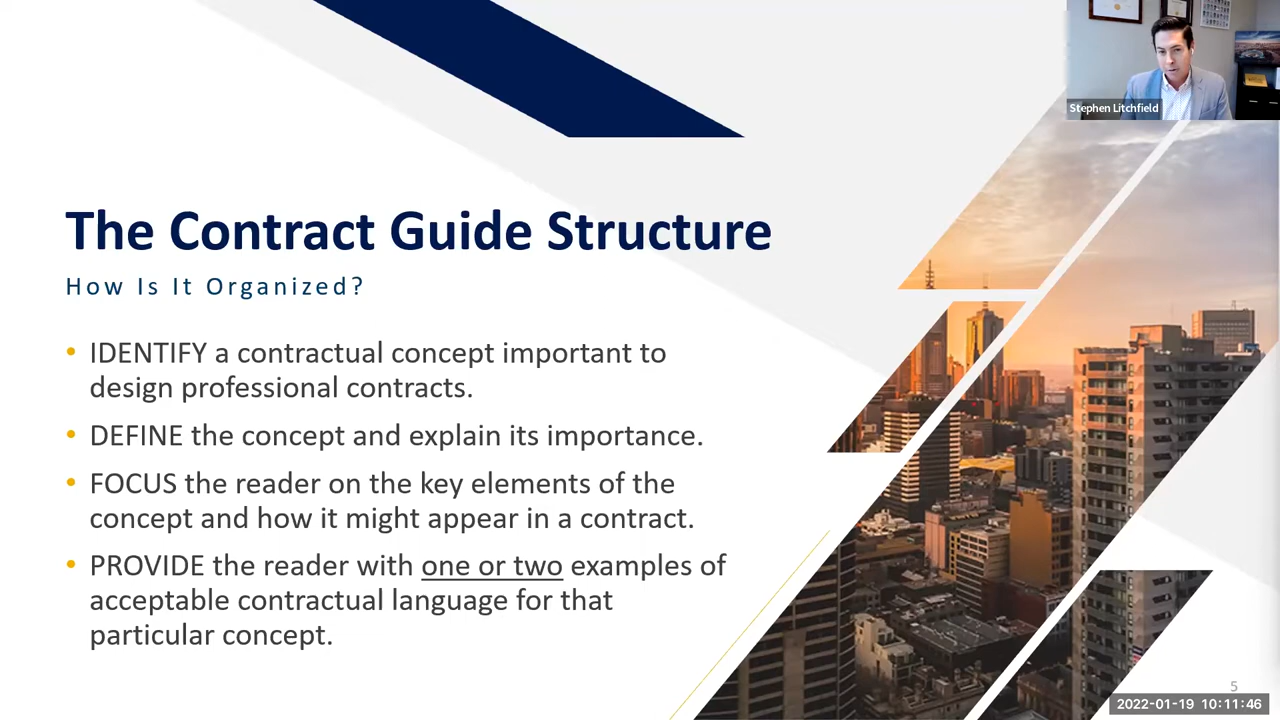 Stephen Litchfield
The Contract Guide Structure
How Is It Organized?
• IDENTIFY a contractual concept important to
design professional contracts.
• DEFINE the concept and explain its importance.
• FOCUS the reader on the key elements of the
concept and how it might appear in a contract.
• PROVIDE the reader with one or two examples of
acceptable contractual language for that
particular concept.
5
2022-01-19 10:11:46